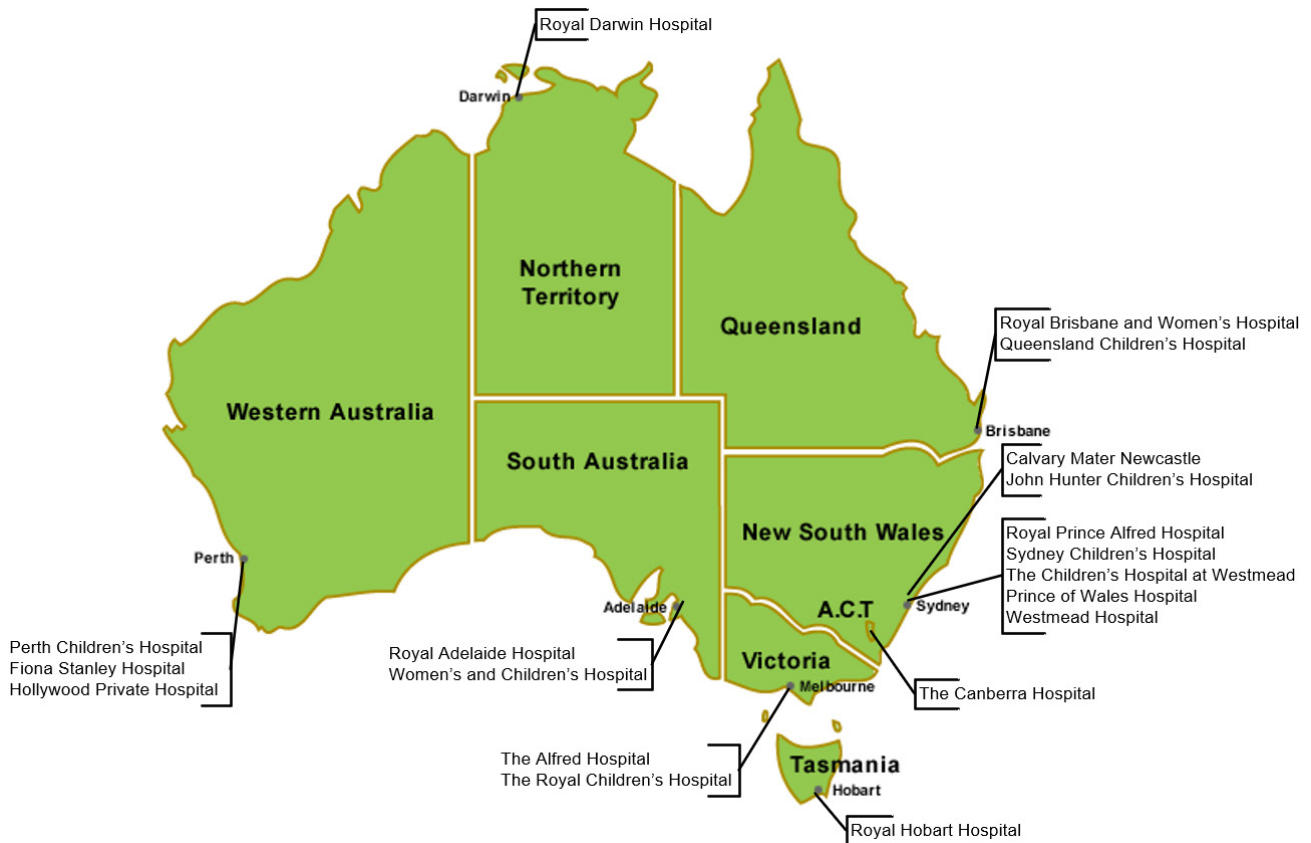 Royal Darwin Hospital
Darwin
Northern
Territory
Queensland
Royal Brisbane and Women’s Hospital
Queensland Children’s Hospital
Western Australia
Brisbane
South Australia
Calvary Mater Newcastle
John Hunter Children’s Hospital
New South Wales
Royal Prince Alfred Hospital
Sydney Children’s Hospital
The Children’s Hospital at Westmead
Prince of Wales Hospital
Westmead Hospital
Perth
Adelaide
A.C.T
Sydney
Perth Children’s Hospital
Fiona Stanley Hospital
Hollywood Private Hospital
Royal Adelaide Hospital
Women’s and Children’s Hospital
Victoria
Melbourne
The Canberra Hospital
The Alfred Hospital
The Royal Children’s Hospital
Tasmania
Hobart
Royal Hobart Hospital